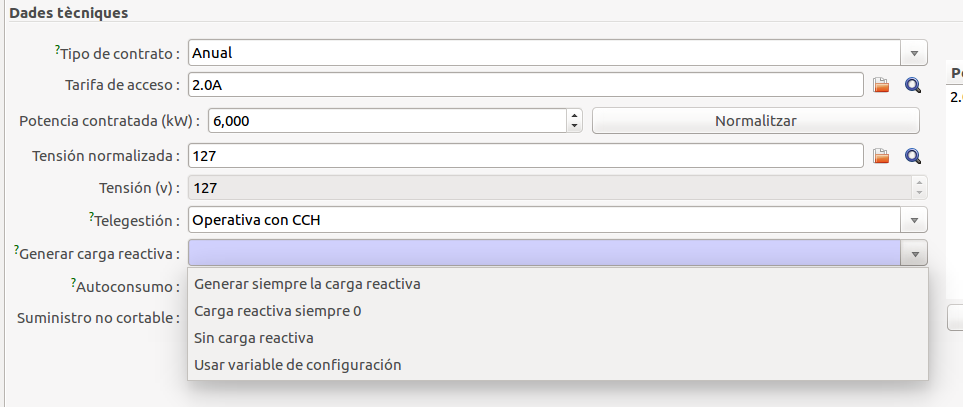 Dades tècniques
?Tipo de contrato : Anual
Tarifa de acceso : 2.0A
Potencia contratada (kW) : 6,000 Normalitzar
Tensión normalizada : 127
Tensión (v) : 127
?Telegestión : Operativa con CCH
?Generar carga reactiva :
Generar siempre la carga reactiva
?Autoconsumo :
Carga reactiva siempre 0
Suministro no cortable :
Sin carga reactiva
Usar variable de configuración
2.